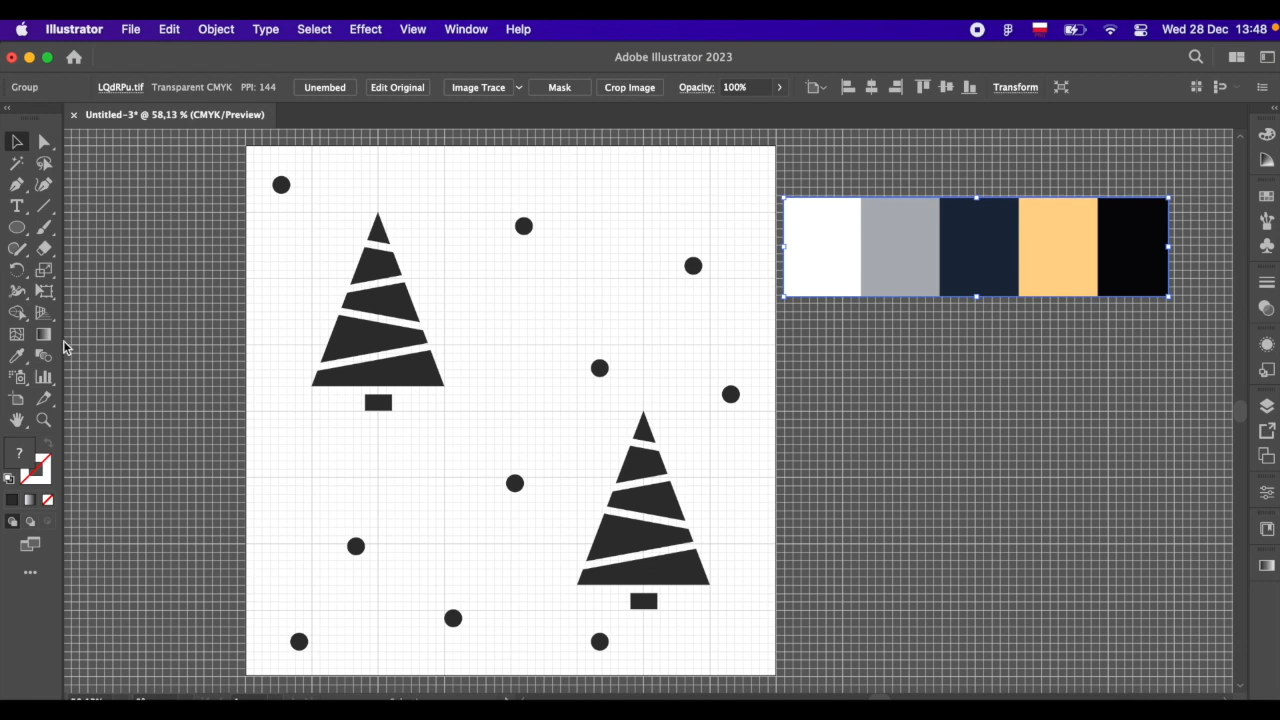 Illustrator File Edit Object Type Select Effect View Window Help Wed 28 Dec 13:48
Adobe Illustrator 2023
Group LQdRPu.tif Transparent CMYK PPI: 144 Unembed Edit Original Image Trace Mask Crop Image Opacity: 100% Transform
Untitled-3* @ 58,13 % (CMYK/Preview)
?